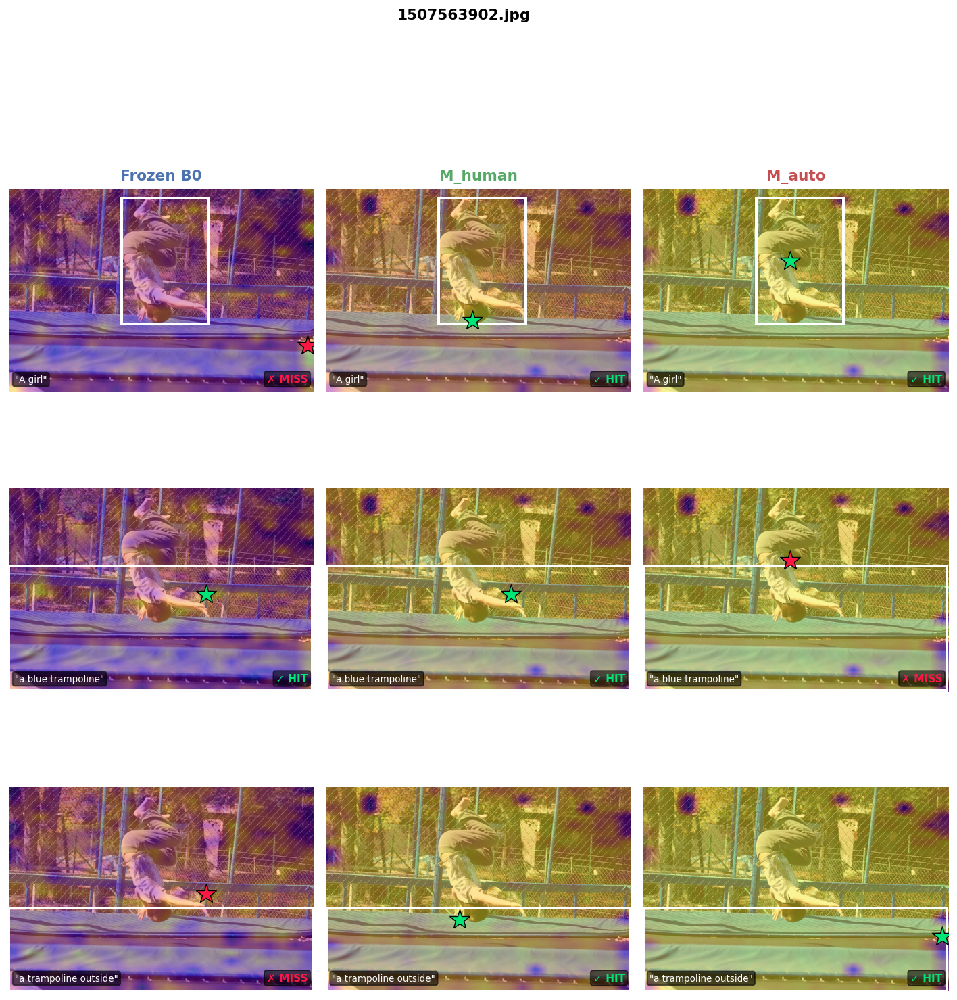 1507563902.jpg
Frozen B0 M_human M_auto
"A girl" ✗ MISS "A girl" ✓ HIT "A girl" ✓ HIT
"a blue trampoline" ✓ HIT "a blue trampoline" ✓ HIT "a blue trampoline" ✗ MISS
"a trampoline outside" ✗ MISS "a trampoline outside" ✓ HIT "a trampoline outside" ✓ HIT